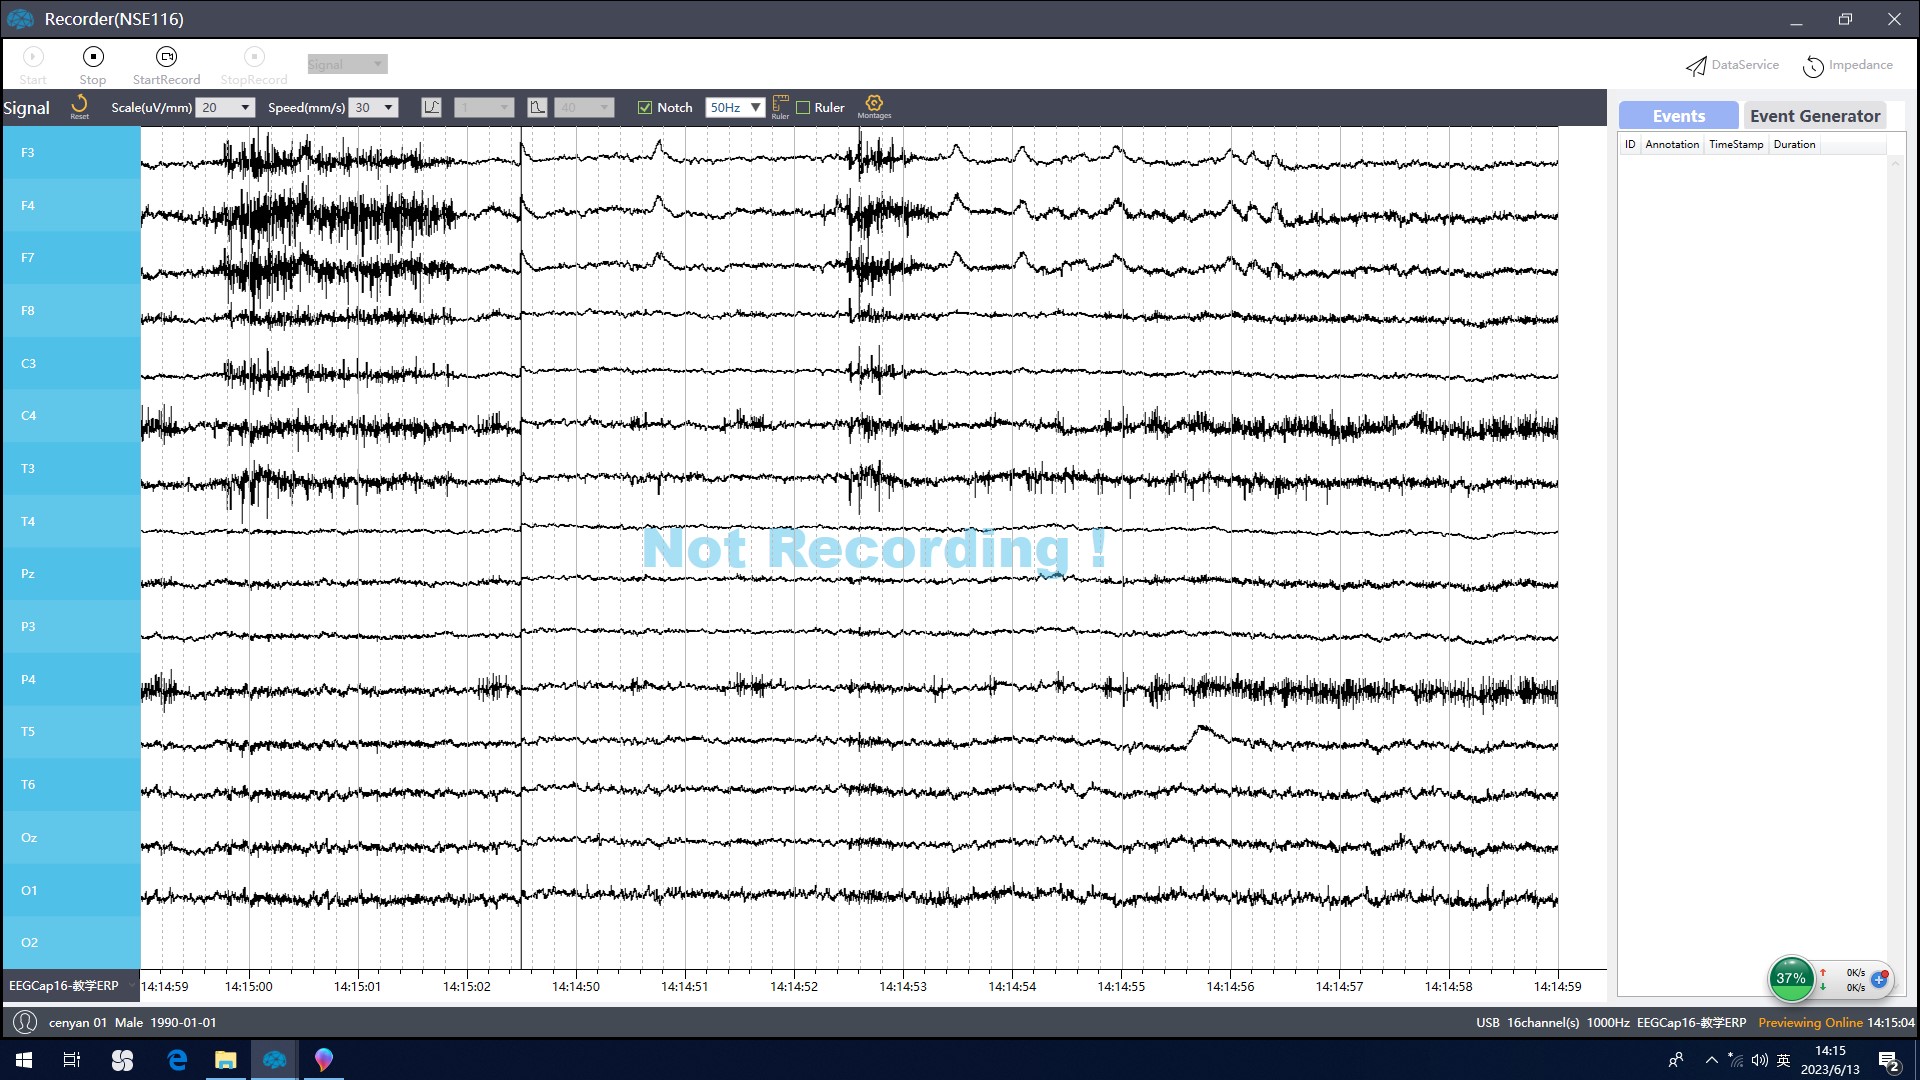 Recorder(NSE116)
Start
Stop
StartRecord
StopRecord
Signal
DataService
Impedance
Signal
Reset
Scale(uV/mm) 20
Speed(mm/s) 30
1
40
Notch
50Hz
Ruler
Ruler
Montages
Events
Event Generator
ID Annotation TimeStamp Duration
F3
F4
F7
F8
C3
C4
T3
T4
Not Recording !
Pz
P3
P4
T5
T6
Oz
O1
O2
EEGCap16-教学ERP
14:14:59 14:15:00 14:15:01 14:15:02 14:14:50 14:14:51 14:14:52 14:14:53 14:14:54 14:14:55 14:14:56 14:14:57 14:14:58 14:14:59
37%
0K/s
0K/s
cenyan 01 Male 1990-01-01
USB 16channel(s) 1000Hz EEGCap16-教学ERP Previewing Online 14:15:04
英
14:15
2023/6/13
2